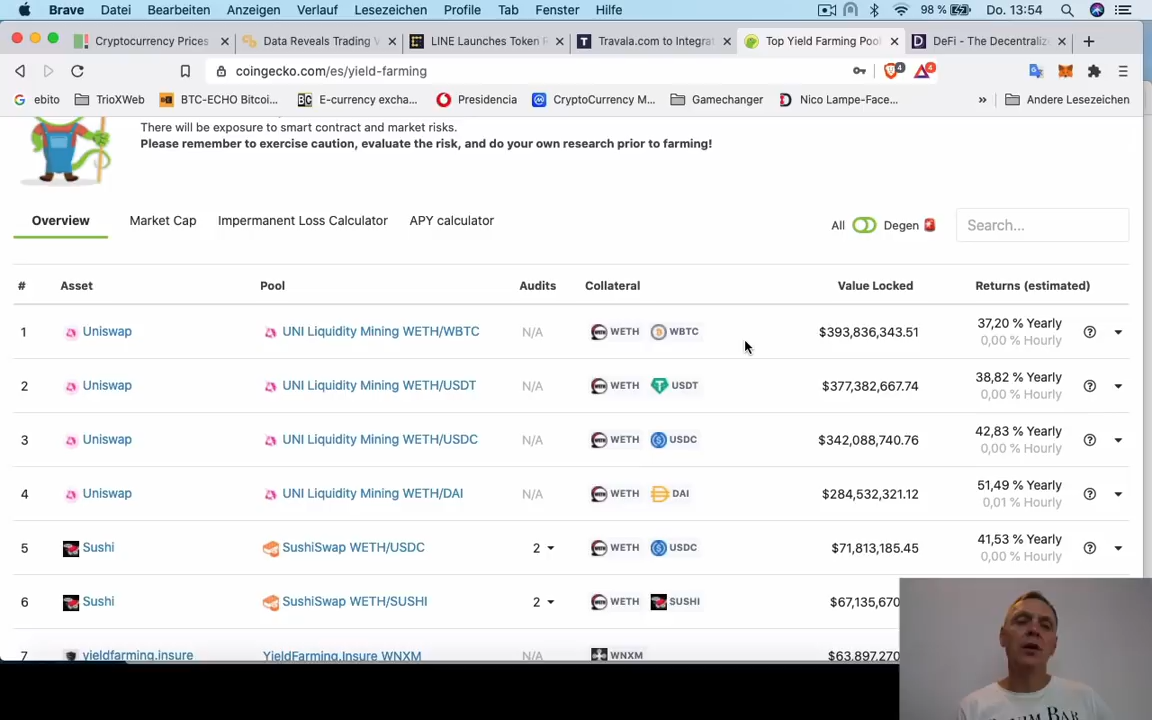 Brave Datei Bearbeiten Anzeigen Verlauf Lesezeichen Profile Tab Fenster Hilfe 98 % Do. 13:54
Cryptocurrency Prices Data Reveals Trading V LINE Launches Token R Travala.com to Integrat Top Yield Farming Poo DeFi - The Decentraliz
coingecko.com/es/yield-farming 4 4
ebito TrioXWeb BTC-ECHO Bitcoi... E-currency excha... Presidencia CryptoCurrency M... Gamechanger Nico Lampe-Face... » Andere Lesezeichen
There will be exposure to smart contract and market risks.
Please remember to exercise caution, evaluate the risk, and do your own research prior to farming!
Overview Market Cap Impermanent Loss Calculator APY calculator All Degen Search...
# Asset Pool Audits Collateral Value Locked Returns (estimated)
1 Uniswap UNI Liquidity Mining WETH/WBTC N/A WETH WBTC $393,836,343.51 37,20 % Yearly
0,00 % Hourly
2 Uniswap UNI Liquidity Mining WETH/USDT N/A WETH USDT $377,382,667.74 38,82 % Yearly
0,00 % Hourly
3 Uniswap UNI Liquidity Mining WETH/USDC N/A WETH USDC $342,088,740.76 42,83 % Yearly
0,00 % Hourly
4 Uniswap UNI Liquidity Mining WETH/DAI N/A WETH DAI $284,532,321.12 51,49 % Yearly
0,01 % Hourly
5 Sushi SushiSwap WETH/USDC 2 WETH USDC $71,813,185.45 41,53 % Yearly
0,00 % Hourly
6 Sushi SushiSwap WETH/SUSHI 2 WETH SUSHI $67,135,670
7 yieldfarming.insure YieldFarming.Insure WNXM N/A WNXM $63,897,270